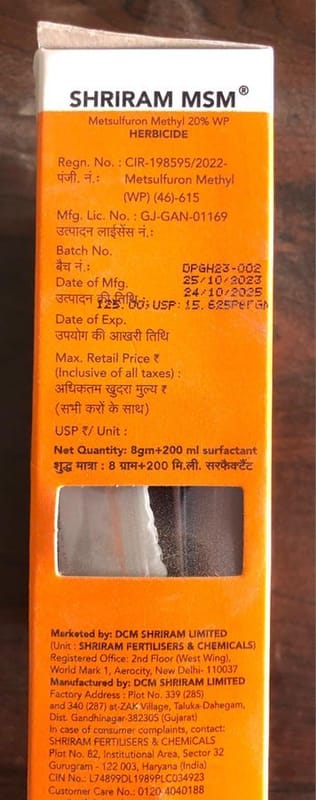 SHRIRAM MSM®
Metsulfuron Methyl 20% WP
HERBICIDE
Regn. No. : CIR-198595/2022-
पंजी. नं.: Metsulfuron Methyl
(WP) (46)-615
Mfg. Lic. No. : GJ-GAN-01169
उत्पादन लाईसेंस नं.:
Batch No.
बैच नं.: DPGH23-002
Date of Mfg. 25/10/2023
उत्पादन की तिथि: 24/10/2025
125.00:USP: 15.625
Date of Exp.
उपयोग की आखरी तिथि
Max. Retail Price ₹
(Inclusive of all taxes) :
अधिकतम खुदरा मुल्य ₹
(सभी करों के साथ)
USP ₹/ Unit :
Net Quantity: 8gm+200 ml surfactant
शुद्ध मात्रा : 8 ग्राम+200 मि.ली. सरफैक्टैंट
Marketed by: DCM SHRIRAM LIMITED
(Unit : SHRIRAM FERTILISERS & CHEMICALS)
Registered Office: 2nd Floor (West Wing),
World Mark 1, Aerocity, New Delhi- 110037
Manufactured by: DCM SHRIRAM LIMITED
Factory Address : Plot No. 339 (285)
and 340 (287) at-ZAK Village, Taluka-Dahegam,
Dist. Gandhinagar-382305 (Gujarat)
In case of consumer complaints, contact:
SHRIRAM FERTILISERS & CHEMICALS
Plot No. 82, Institutional Area, Sector 32
Gurugram - 122 003, Haryana (India)
CIN No.: L74899DL1989PLC034923
Customer Care No.: 0120 4040188